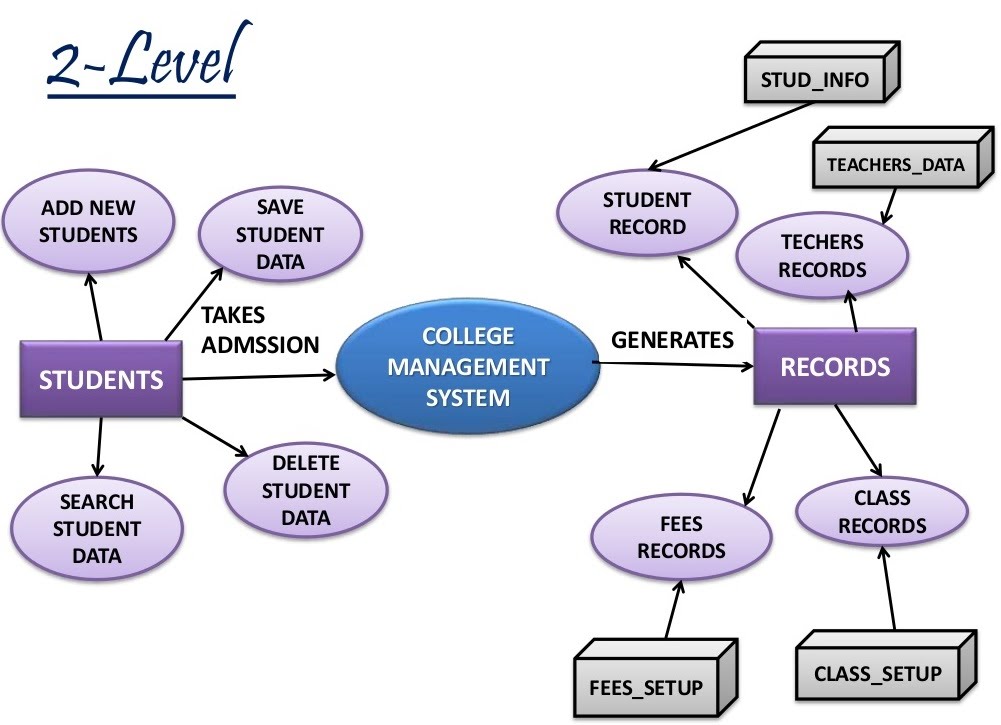 2-Level
STUD_INFO
TEACHERS_DATA
ADD NEW
STUDENTS
SAVE
STUDENT
DATA
STUDENT
RECORD
TECHERS
RECORDS
TAKES
ADMSSION
COLLEGE
MANAGEMENT
SYSTEM
GENERATES
STUDENTS
RECORDS
SEARCH
STUDENT
DATA
DELETE
STUDENT
DATA
FEES
RECORDS
CLASS
RECORDS
FEES_SETUP
CLASS_SETUP